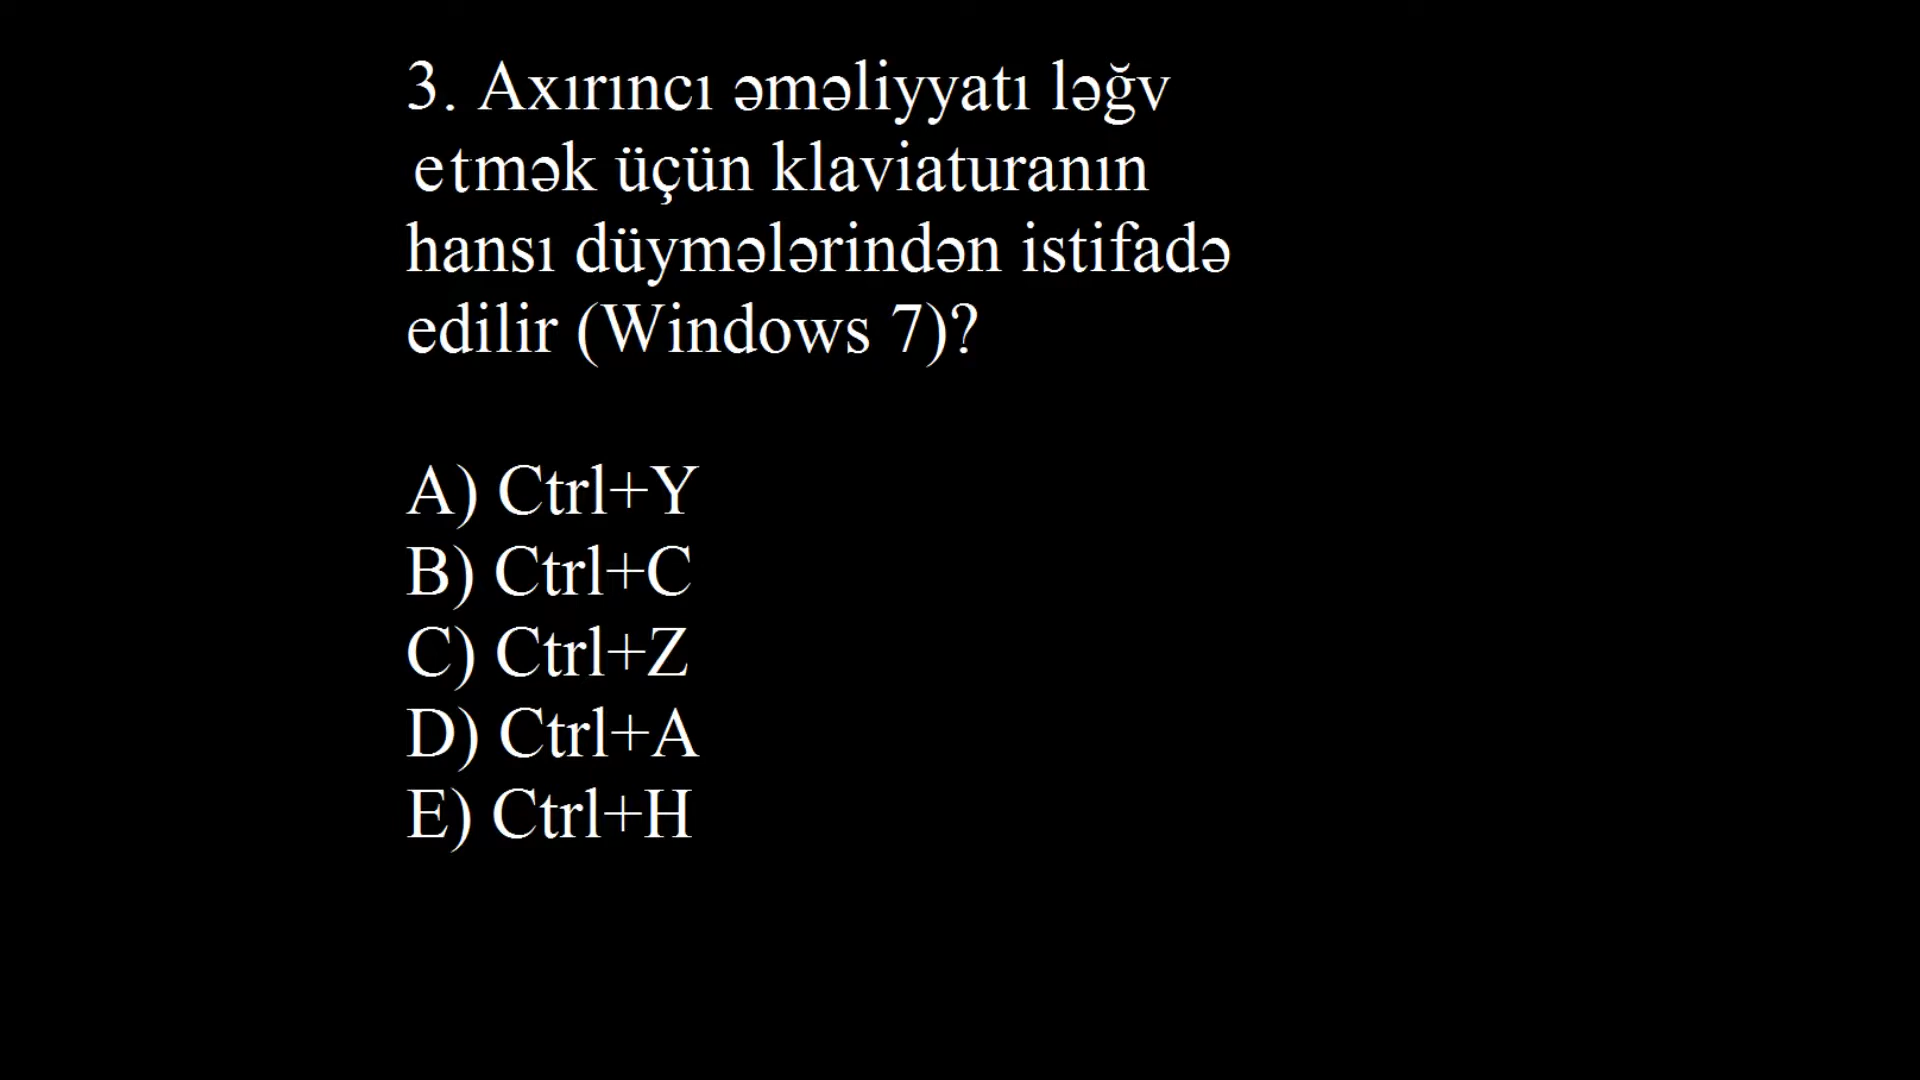 3. Axırıncı əməliyyatı ləğv
etmək üçün klaviaturanın
hansı düymələrindən istifadə
edilir (Windows 7)?
A) Ctrl+Y
B) Ctrl+C
C) Ctrl+Z
D) Ctrl+A
E) Ctrl+H